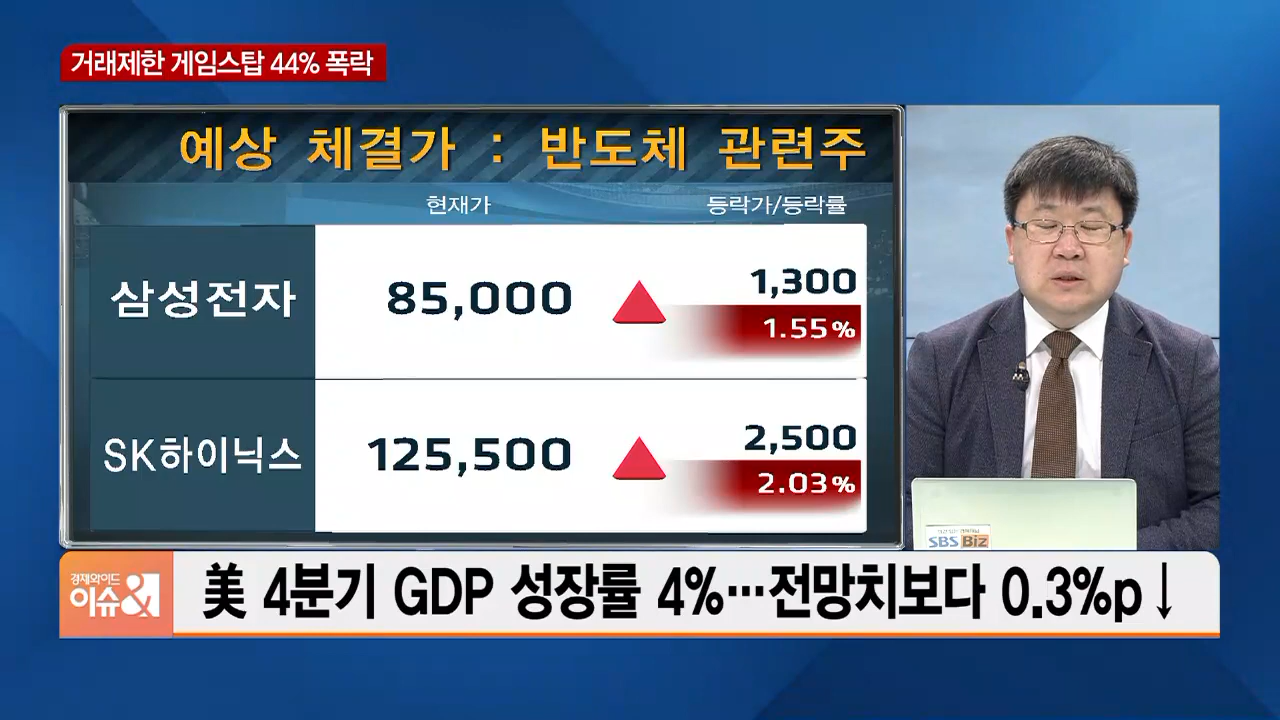 거래제한 게임스탑 44% 폭락
예상 체결가 : 반도체 관련주
현재가 등락가/등락률
삼성전자 85,000 ▲ 1,300
1.55%
SK하이닉스 125,500 ▲ 2,500
2.03%
SBS Biz
경제와이드
이슈&
美 4분기 GDP 성장률 4%…전망치보다 0.3%p↓